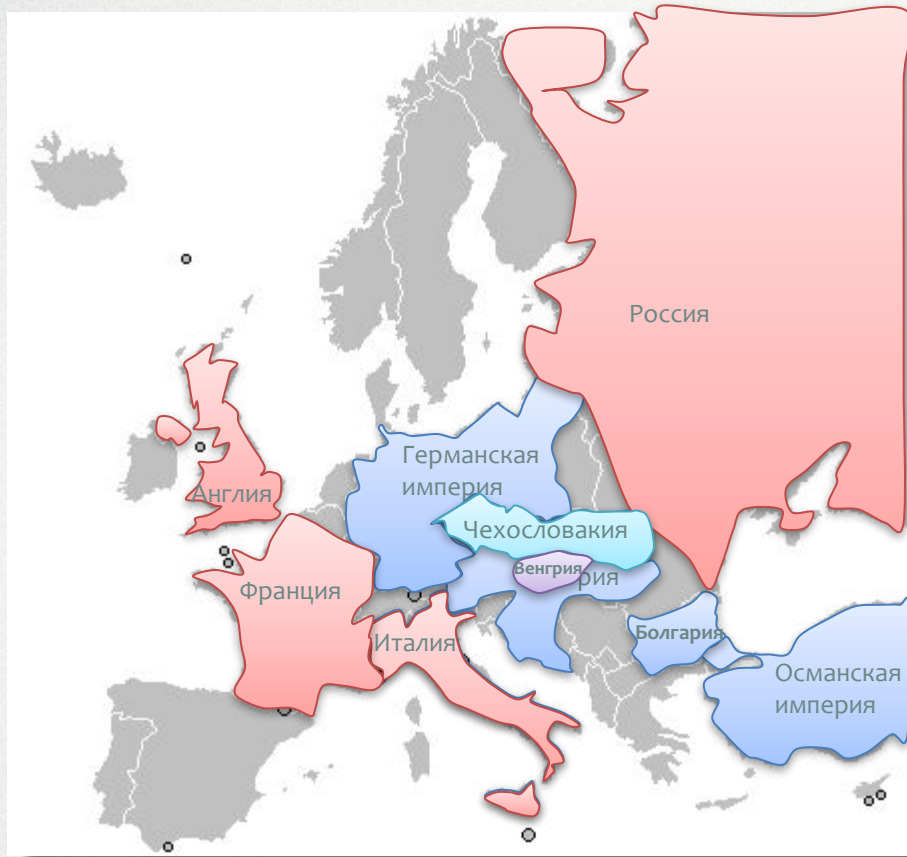 Россия
Германская
империя
Англия
Чехословакия
Венгрия
рия
Франция
Италия
Болгария
Османская
империя